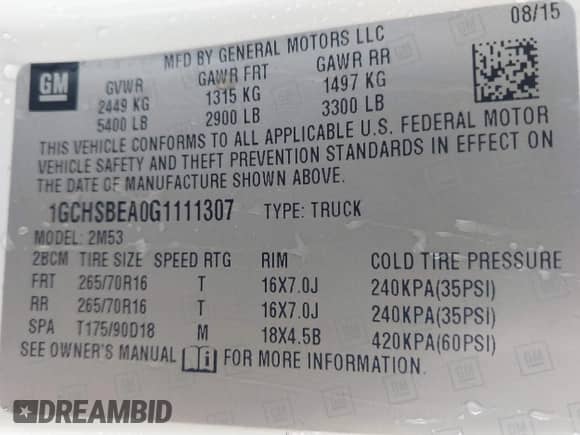 08/15
MFD BY GENERAL MOTORS LLC
GM
GVWR GAWR FRT GAWR RR
2449 KG 1315 KG 1497 KG
5400 LB 2900 LB 3300 LB
THIS VEHICLE CONFORMS TO ALL APPLICABLE U.S. FEDERAL MOTOR
VEHICLE SAFETY AND THEFT PREVENTION STANDARDS IN EFFECT ON
THE DATE OF MANUFACTURE SHOWN ABOVE.
1GCHSBEA0G1111307 TYPE: TRUCK
MODEL: 2M53
2BCM TIRE SIZE SPEED RTG RIM COLD TIRE PRESSURE
FRT 265/70R16 T 16X7.0J 240KPA(35PSI)
RR 265/70R16 T 16X7.0J 240KPA(35PSI)
SPA T175/90D18 M 18X4.5B 420KPA(60PSI)
SEE OWNER'S MANUAL FOR MORE INFORMATION.
DREAMBID